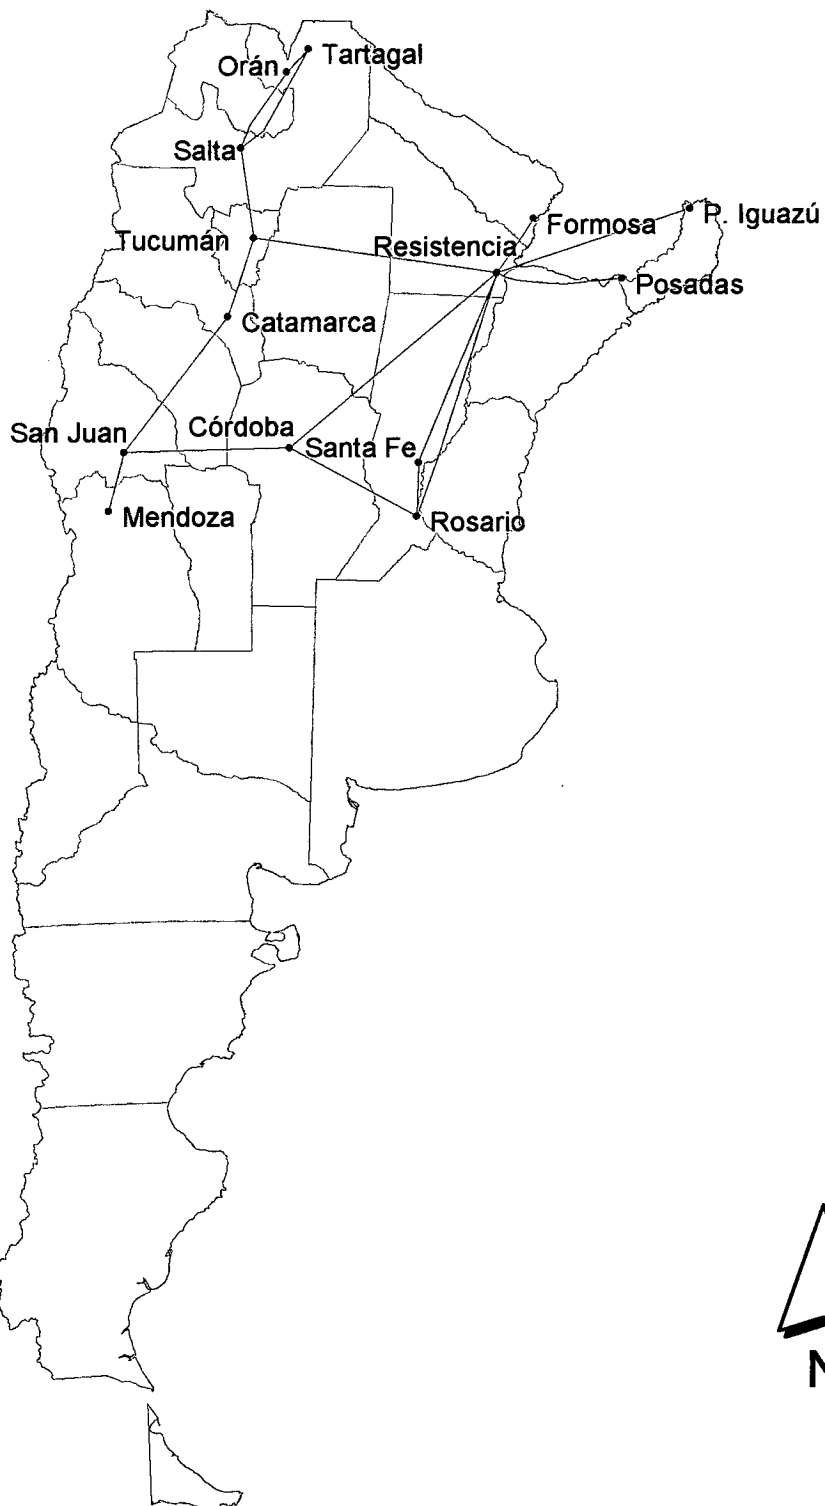 Tartagal
Orán
Salta
P. Iguazú
Formosa
Tucumán
Resistencia
Posadas
Catamarca
Córdoba
San Juan
Santa Fe
Mendoza
Rosario
N